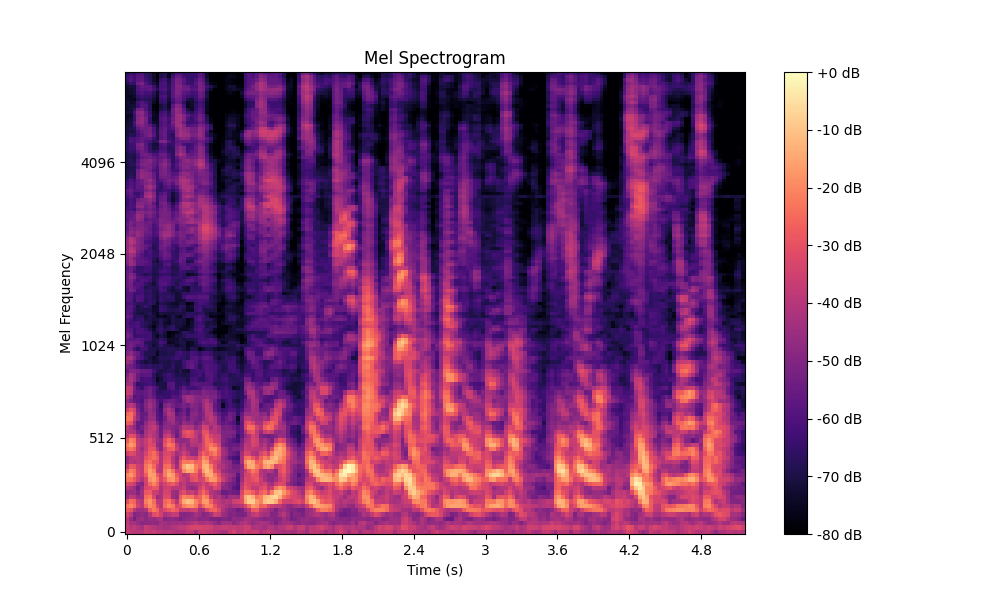 Mel Spectrogram
Mel Frequency
4096
2048
1024
512
0
0 0.6 1.2 1.8 2.4 3 3.6 4.2 4.8
Time (s)
+0 dB
-10 dB
-20 dB
-30 dB
-40 dB
-50 dB
-60 dB
-70 dB
-80 dB